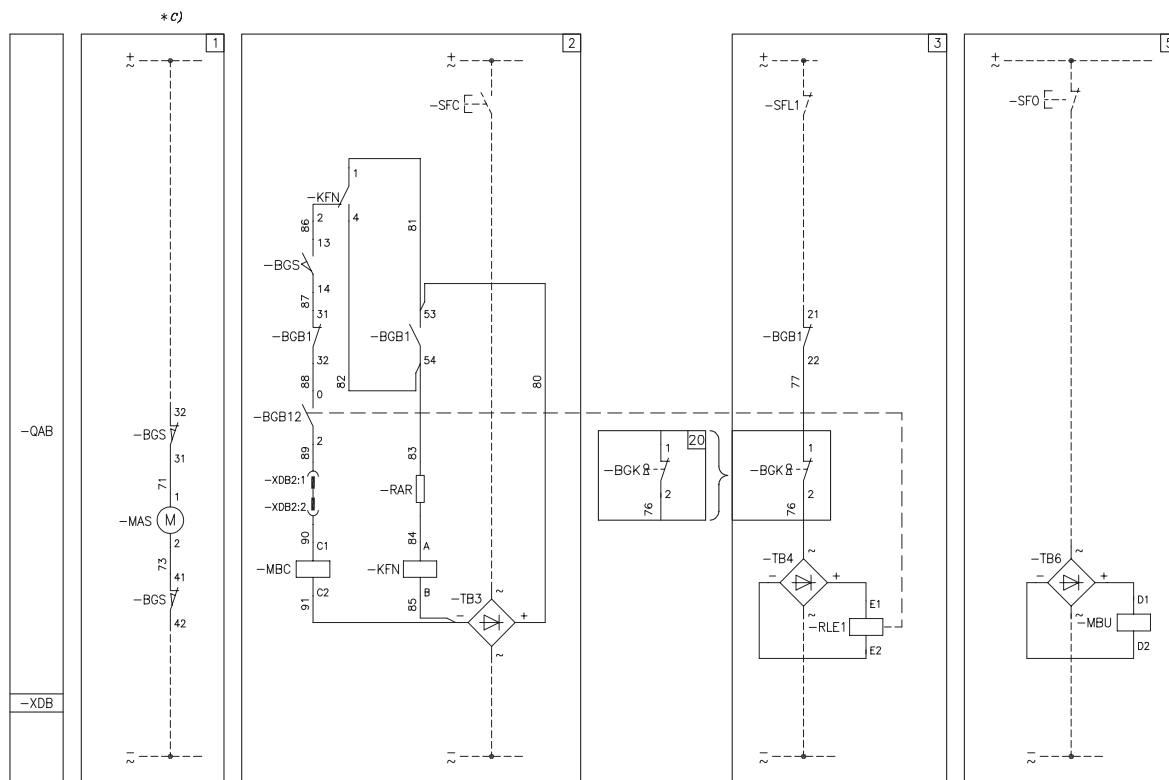 *c)
1
2
3
5
+
~
+
~
+
~
+
~
-SFC
-SFL1
-SFO
1
-KFN
2
4
86
81
13
-BGS
14
87
31
53
21
-BGB1
-BGB1
-BGB1
32
54
22
88
82
80
77
0
32
-BGB12
-QAB
-BGS
2
20
1
1
31
89
83
-BGK
-BGK
71
-XDB2:1
-RAR
2
2
1
-XDB2:2
76
76
-MAS
M
2
90
84
73
C1
A
-TB4
~
-TB6
~
41
-MBC
-KFN
-
+
-
+
-BGS
C2
B
-TB3
~
~
E1
~
D1
42
91
85
-
+
-RLE1
-MBU
~
E2
D2
-XDB
-
~
-
~
-
~
-
~